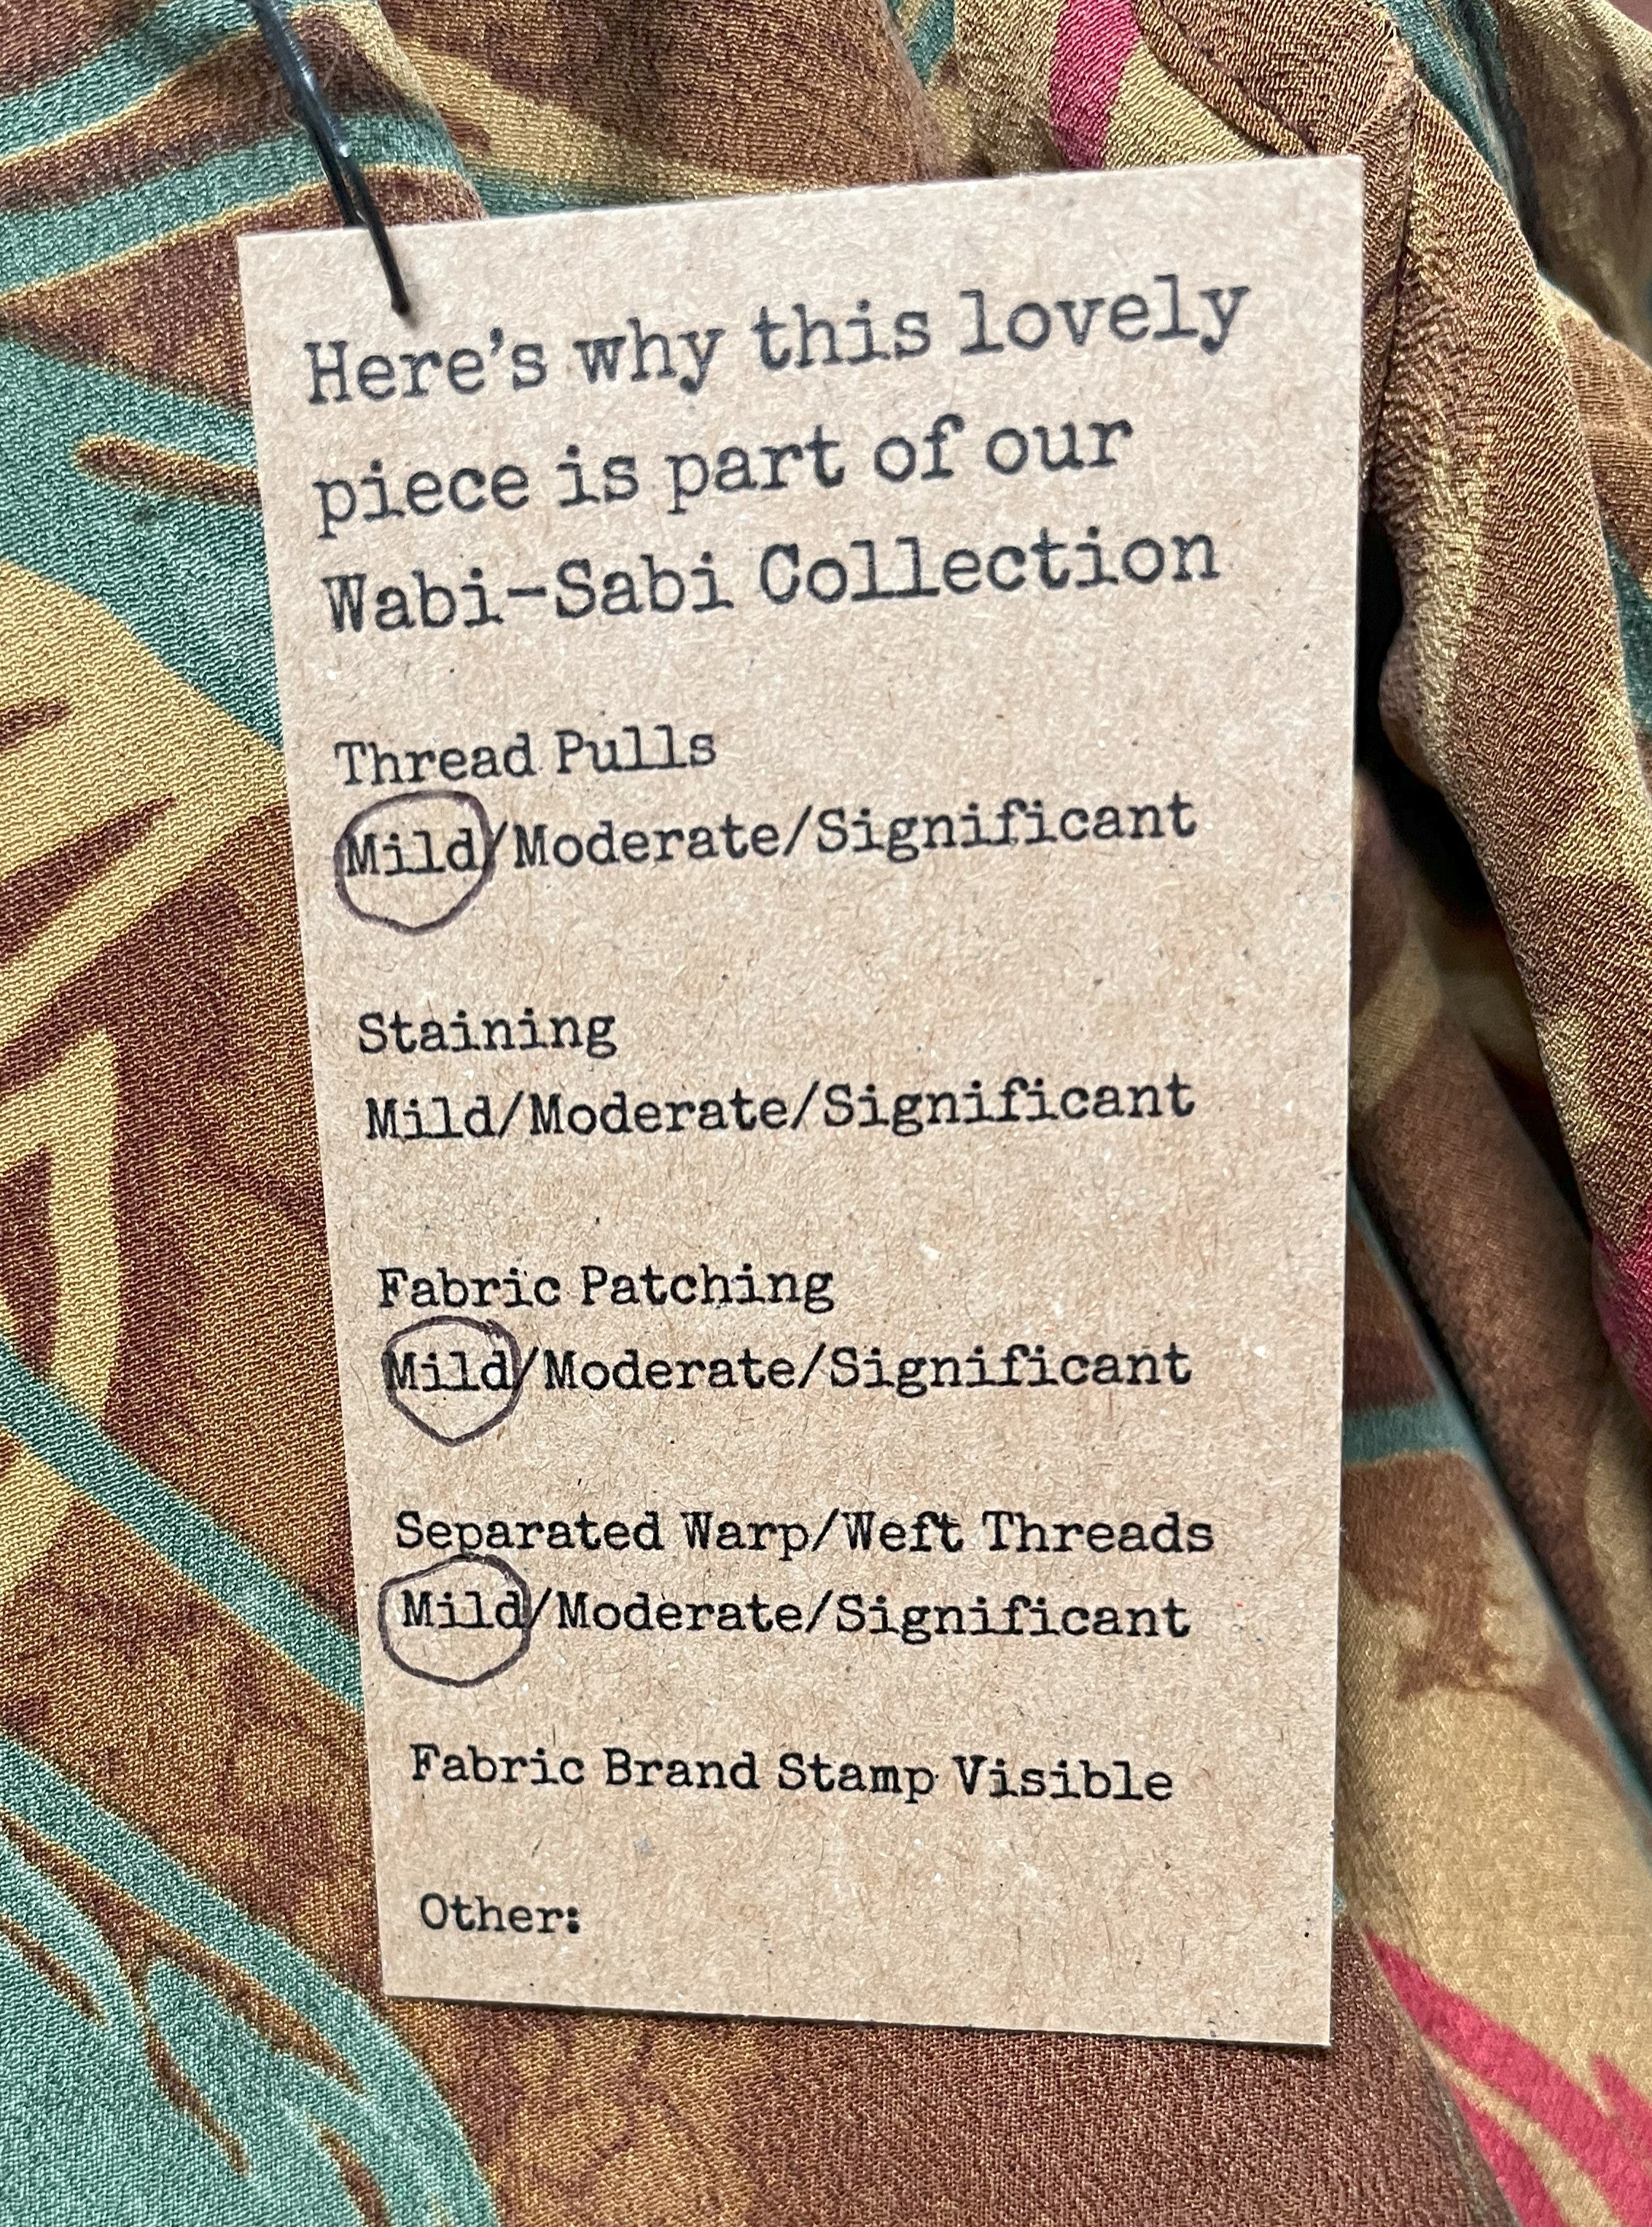 Here's why this lovely
piece is part of our
Wabi-Sabi Collection
Thread Pulls
Mild/Moderate/Significant
Staining
Mild/Moderate/Significant
Fabric Patching
Mild/Moderate/Significant
Separated Warp/Weft Threads
Mild/Moderate/Significant
Fabric Brand Stamp Visible
Other: